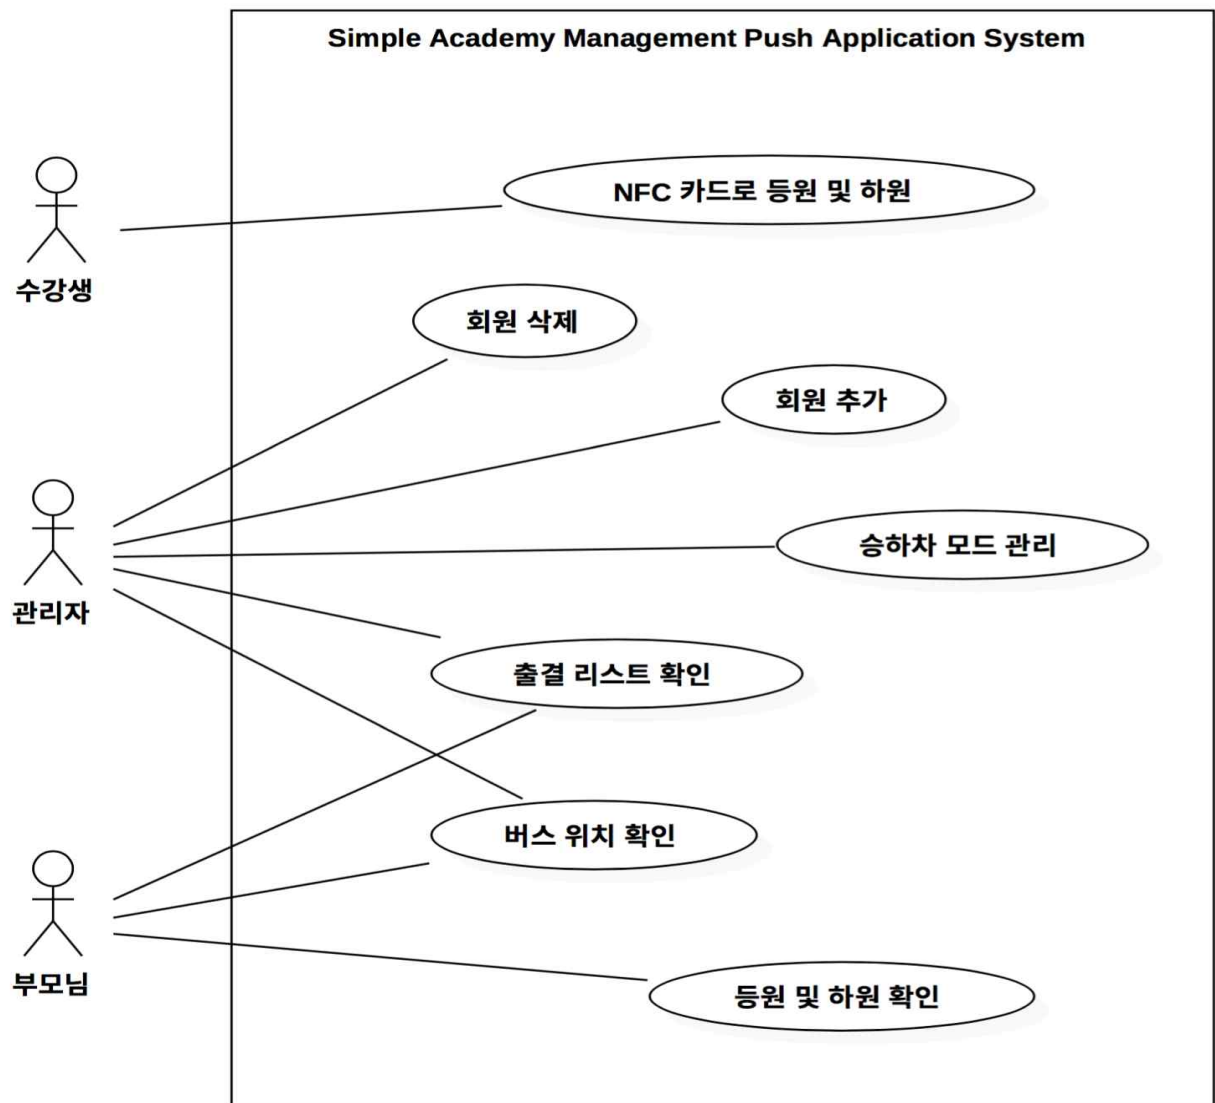 Simple Academy Management Push Application System
NFC 카드로 등원 및 하원
수강생
회원 삭제
회원 추가
승하차 모드 관리
관리자
출결 리스트 확인
버스 위치 확인
부모님
등원 및 하원 확인